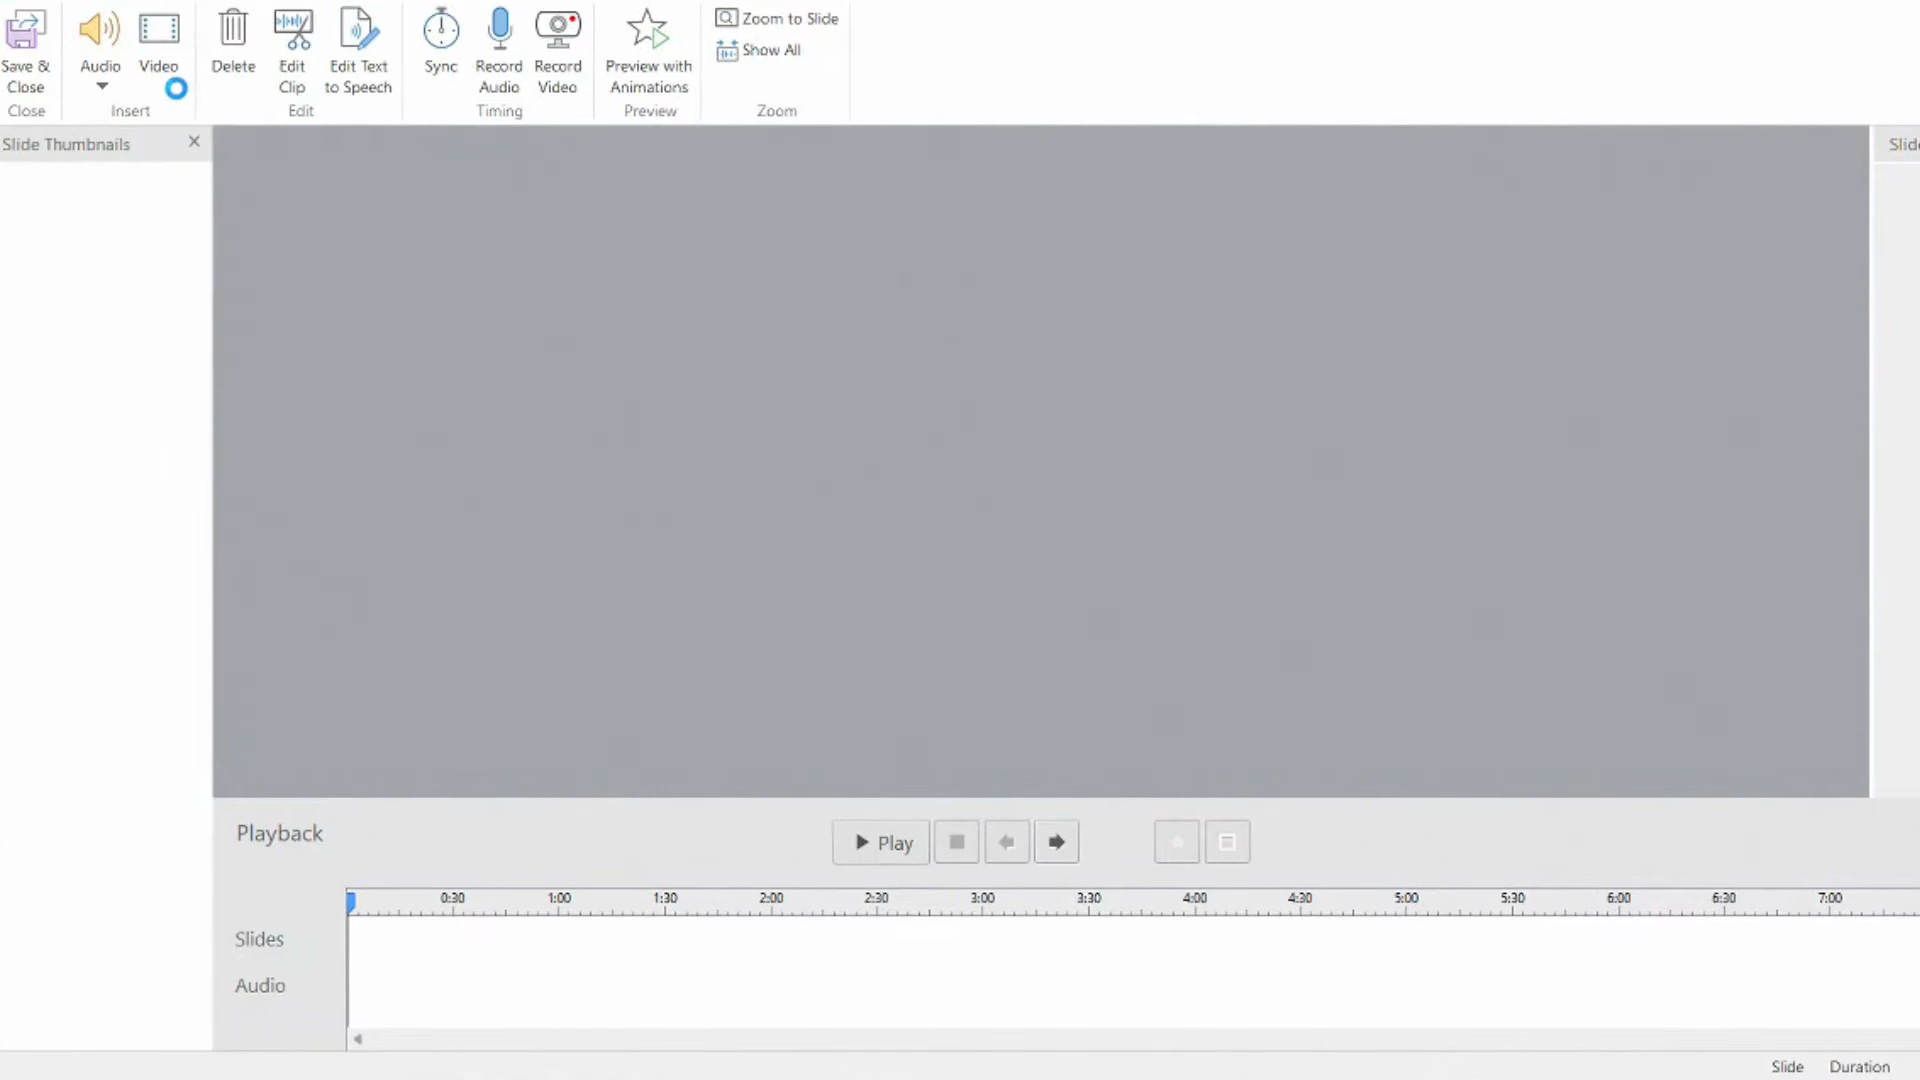 Save & Close
Audio
Video
Delete
Edit Clip
Edit Text to Speech
Sync
Record Audio
Record Video
Preview with Animations
Zoom to Slide
Show All
Close
Insert
Edit
Timing
Preview
Zoom
Slide Thumbnails
Playback
Play
0:30 1:00 1:30 2:00 2:30 3:00 3:30 4:00 4:30 5:00 5:30 6:00 6:30 7:00
Slides
Audio
Slide Duration